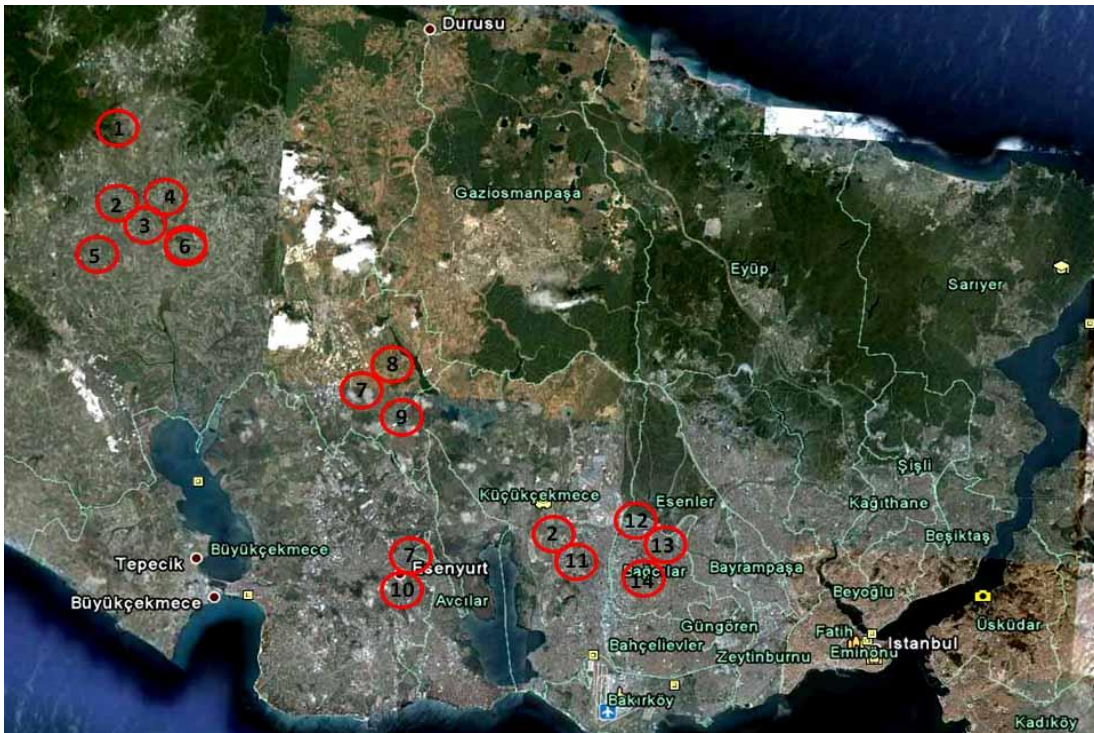 Durusu
1
Gaziosmanpaşa
2
4
3
6
5
Eyüp
Sarıyer
8
7
9
Şişli
Küçükçekmece
Esenler
Kağıthane
12
2
13
Beşiktaş
Büyükçekmece
Tepecik
7
11
Esenyurt
Bağcılar
14
Bayrampaşa
10
Büyükçekmece
Avcılar
Beyoğlu
Üsküdar
Güngören
Fatih
Istanbul
Bahçelievler
Eminönü
Zeytinburnu
Bakırköy
Kadıköy